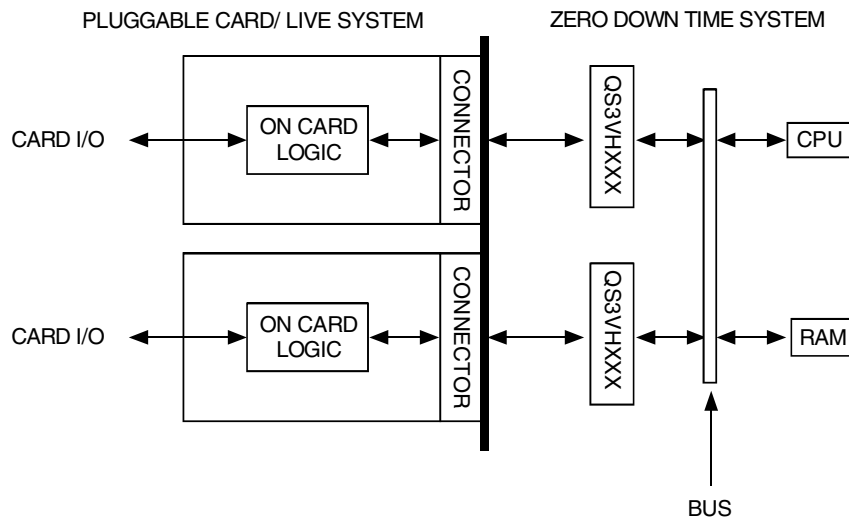 PLUGGABLE CARD/ LIVE SYSTEM
ZERO DOWN TIME SYSTEM
CARD I/O
ON CARD
LOGIC
CONNECTOR
QS3VHXXX
CPU
CARD I/O
ON CARD
LOGIC
CONNECTOR
QS3VHXXX
RAM
BUS